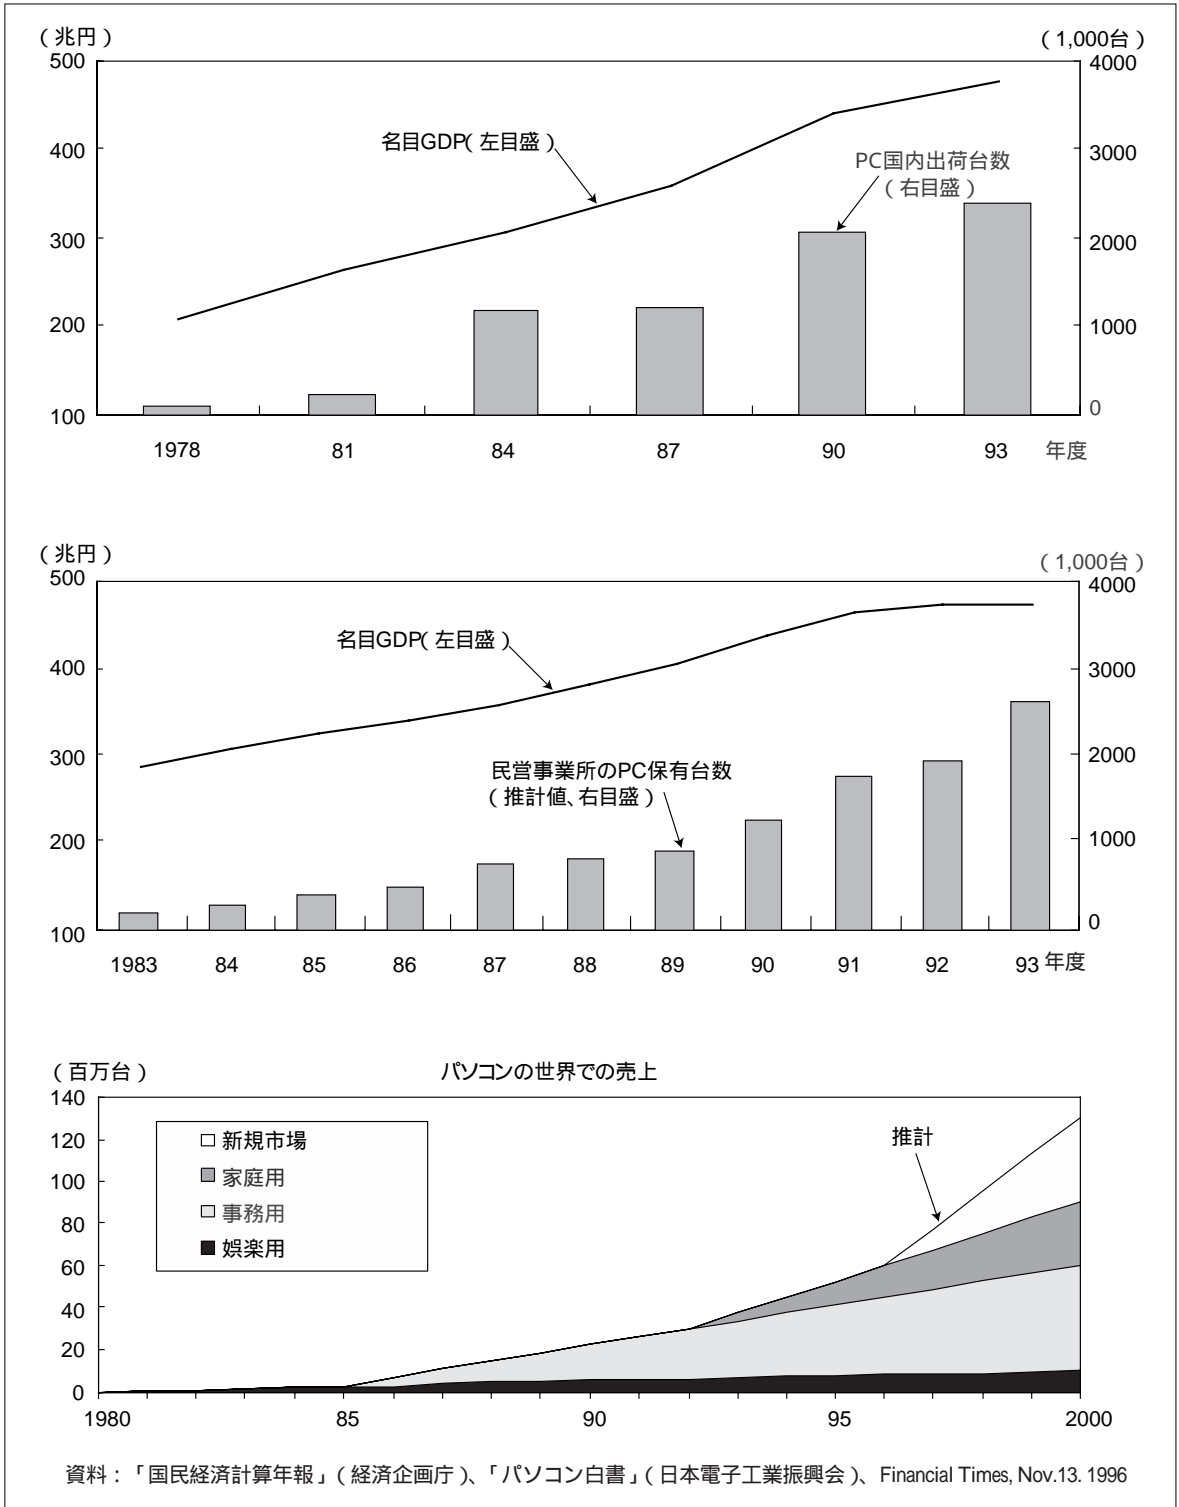 （兆円）
（1,000台）
500
400
300
200
100
4000
3000
2000
1000
0
名目GDP（左目盛）
PC国内出荷台数
（右目盛）
1978 81 84 87 90 93 年度
（兆円）
（1,000台）
500
400
300
200
100
4000
3000
2000
1000
0
名目GDP（左目盛）
民営事業所のPC保有台数
（推計値、右目盛）
1983 84 85 86 87 88 89 90 91 92 93 年度
（百万台）
パソコンの世界での売上
140
120
100
80
60
40
20
0
新規市場
家庭用
事務用
娯楽用
推計
1980 85 90 95 2000
資料：「国民経済計算年報」（経済企画庁）、「パソコン白書」（日本電子工業振興会）、Financial Times, Nov.13. 1996